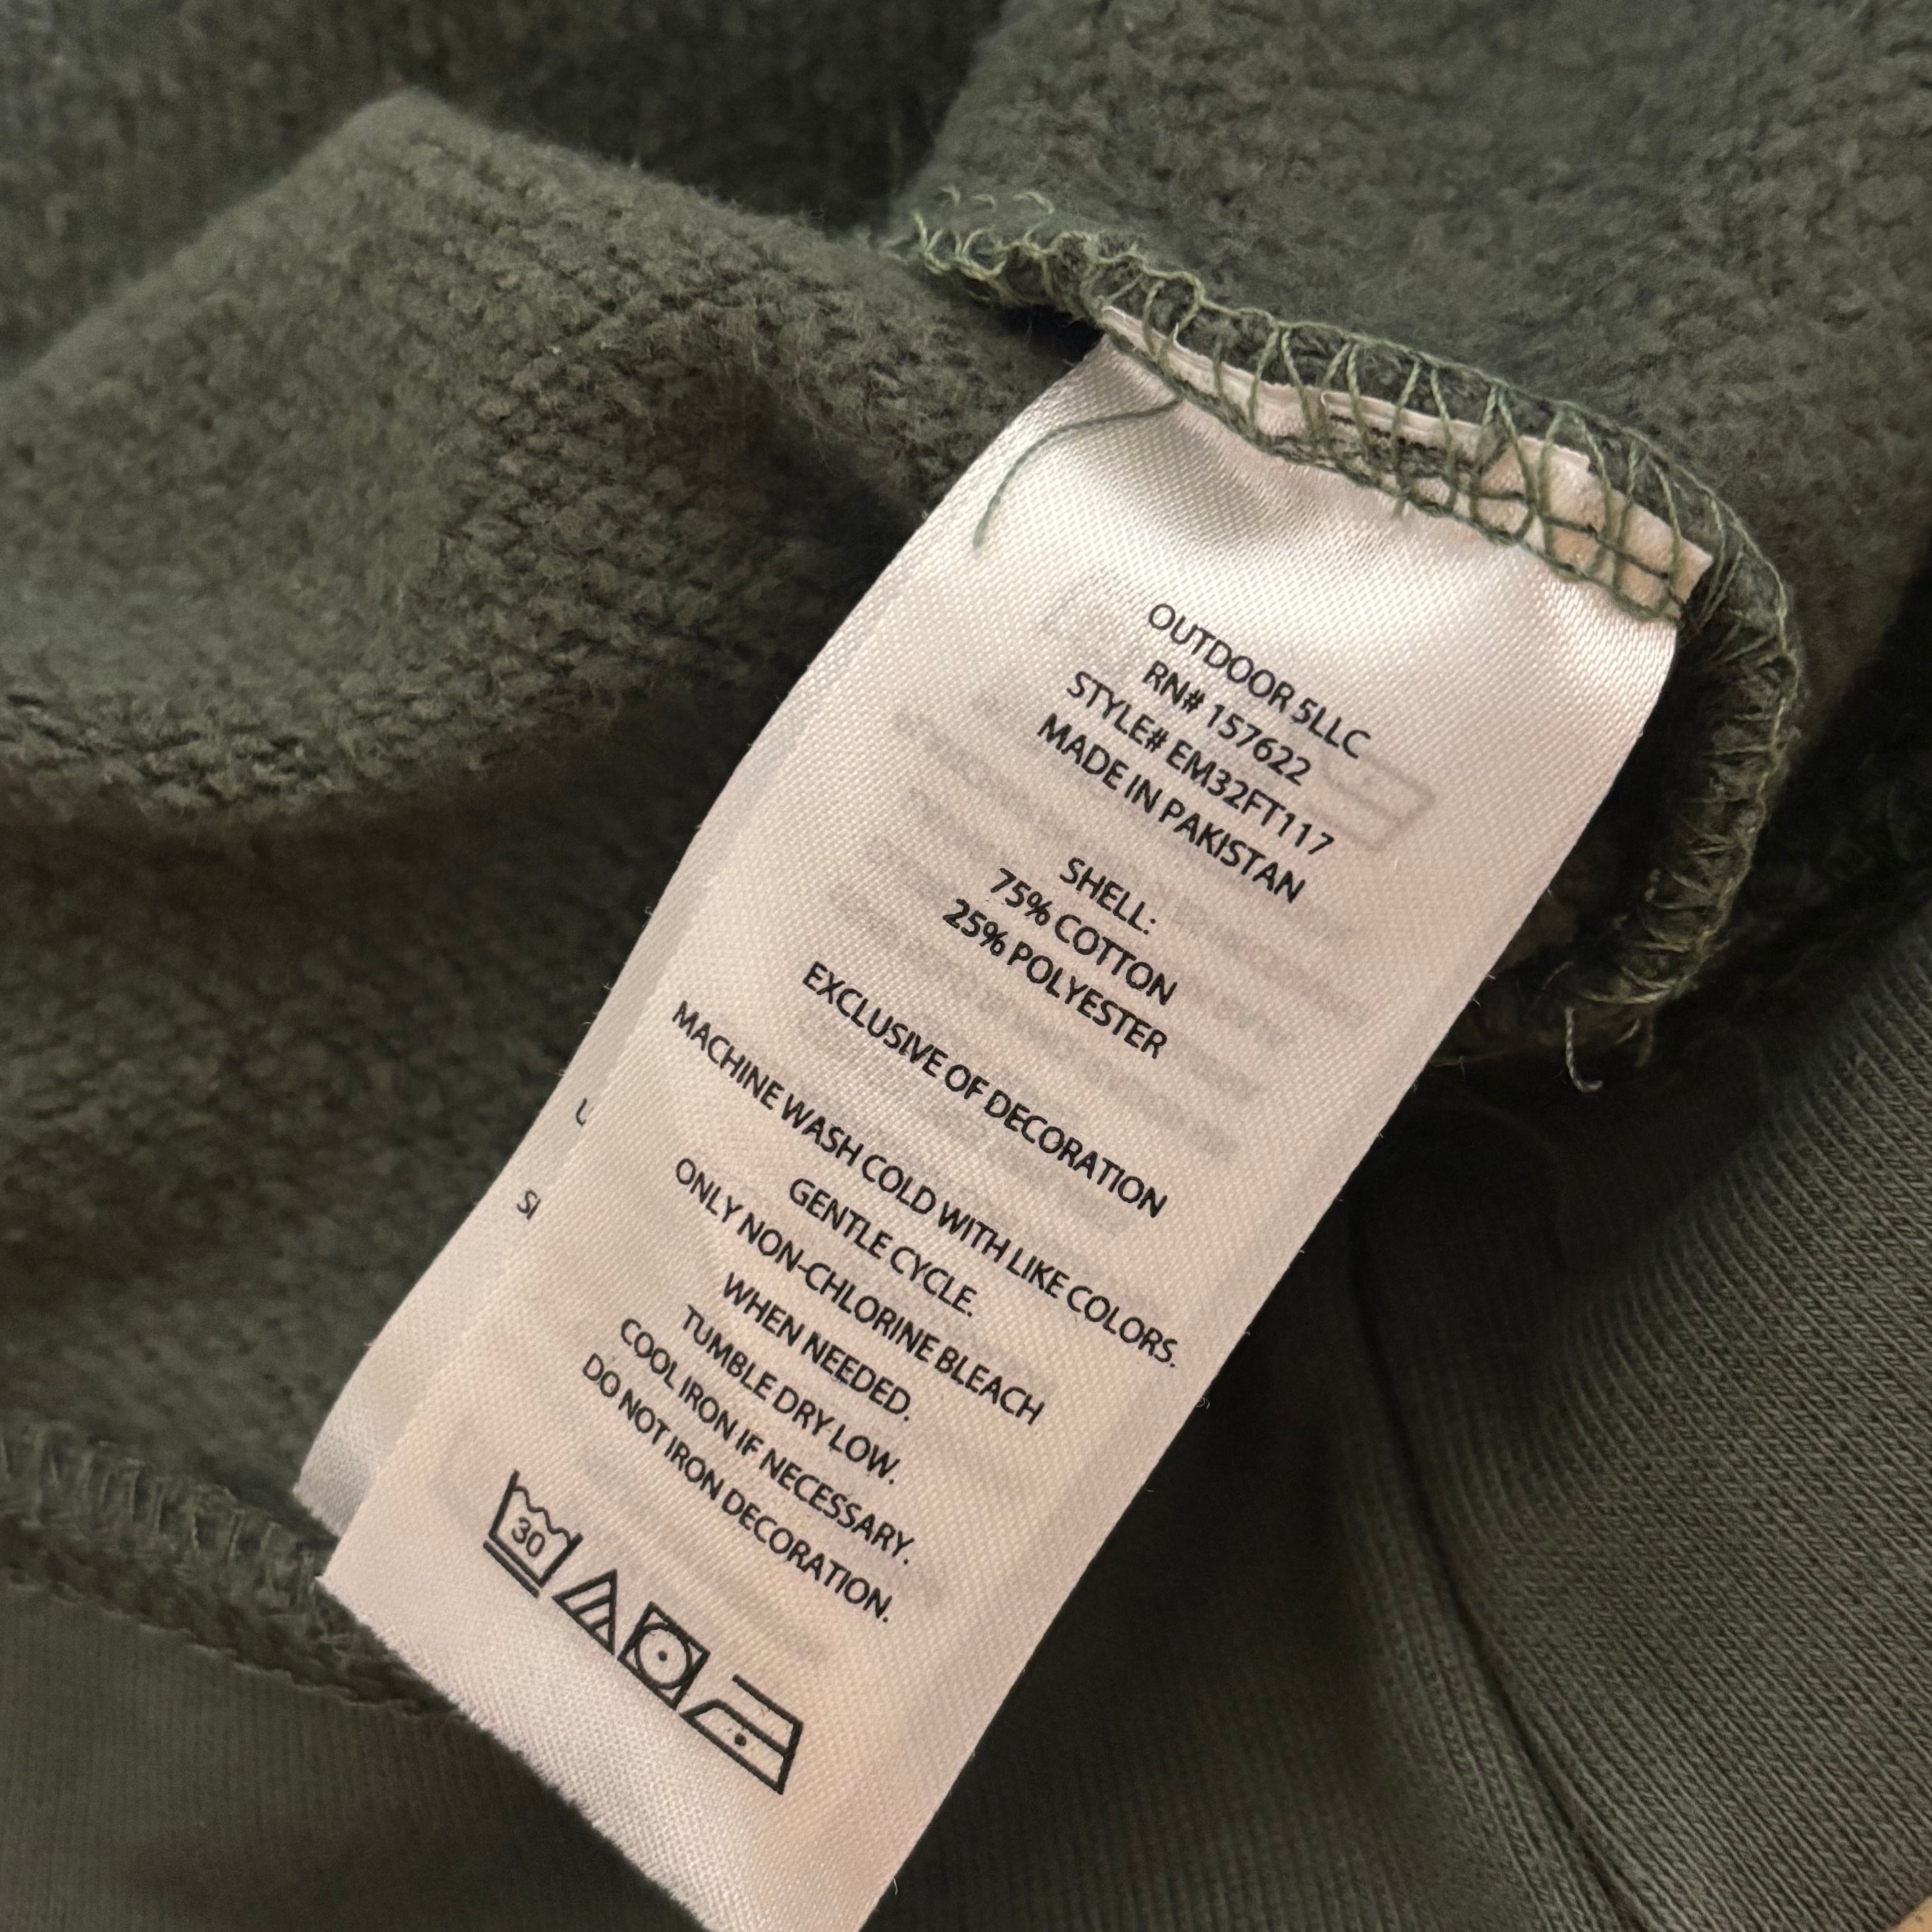 OUTDOOR 5LLC
RN# 157622
STYLE# EM32FT117
MADE IN PAKISTAN
SHELL:
75% COTTON
25% POLYESTER
EXCLUSIVE OF DECORATION
MACHINE WASH COLD WITH LIKE COLORS.
GENTLE CYCLE.
ONLY NON-CHLORINE BLEACH
WHEN NEEDED.
TUMBLE DRY LOW.
COOL IRON IF NECESSARY.
DO NOT IRON DECORATION.
30